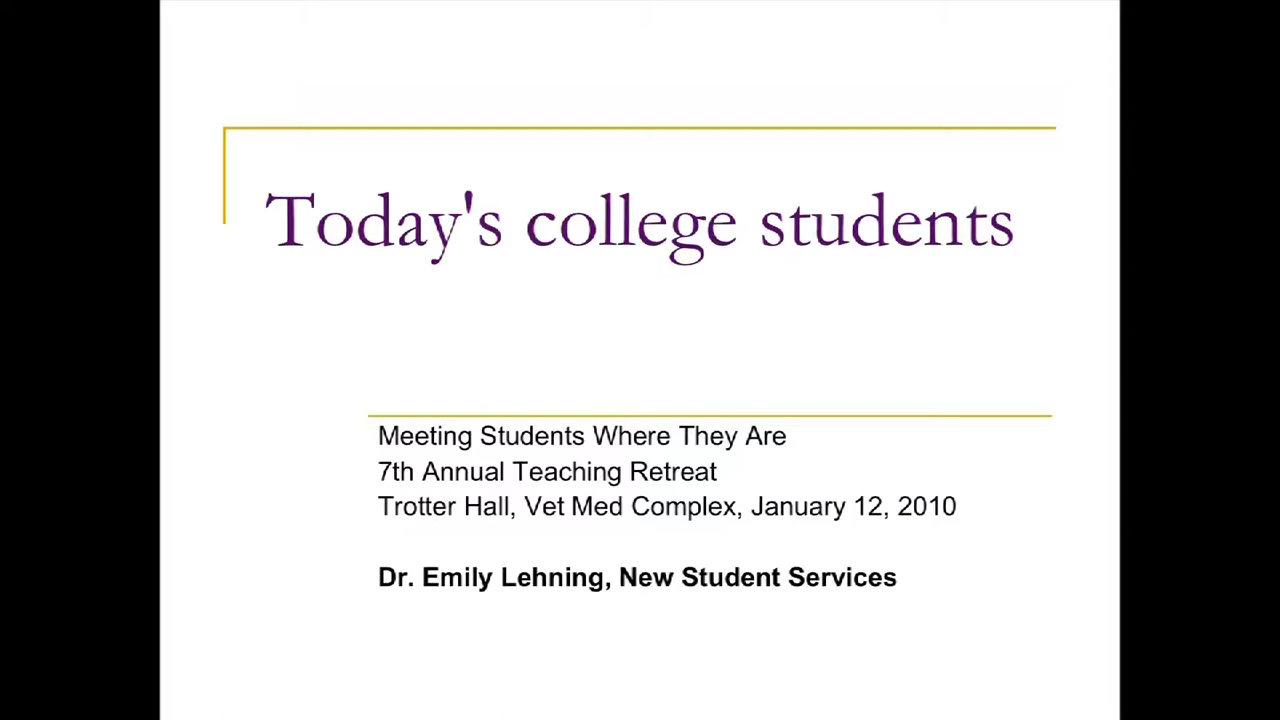 Today's college students
Meeting Students Where They Are
7th Annual Teaching Retreat
Trotter Hall, Vet Med Complex, January 12, 2010
Dr. Emily Lehning, New Student Services